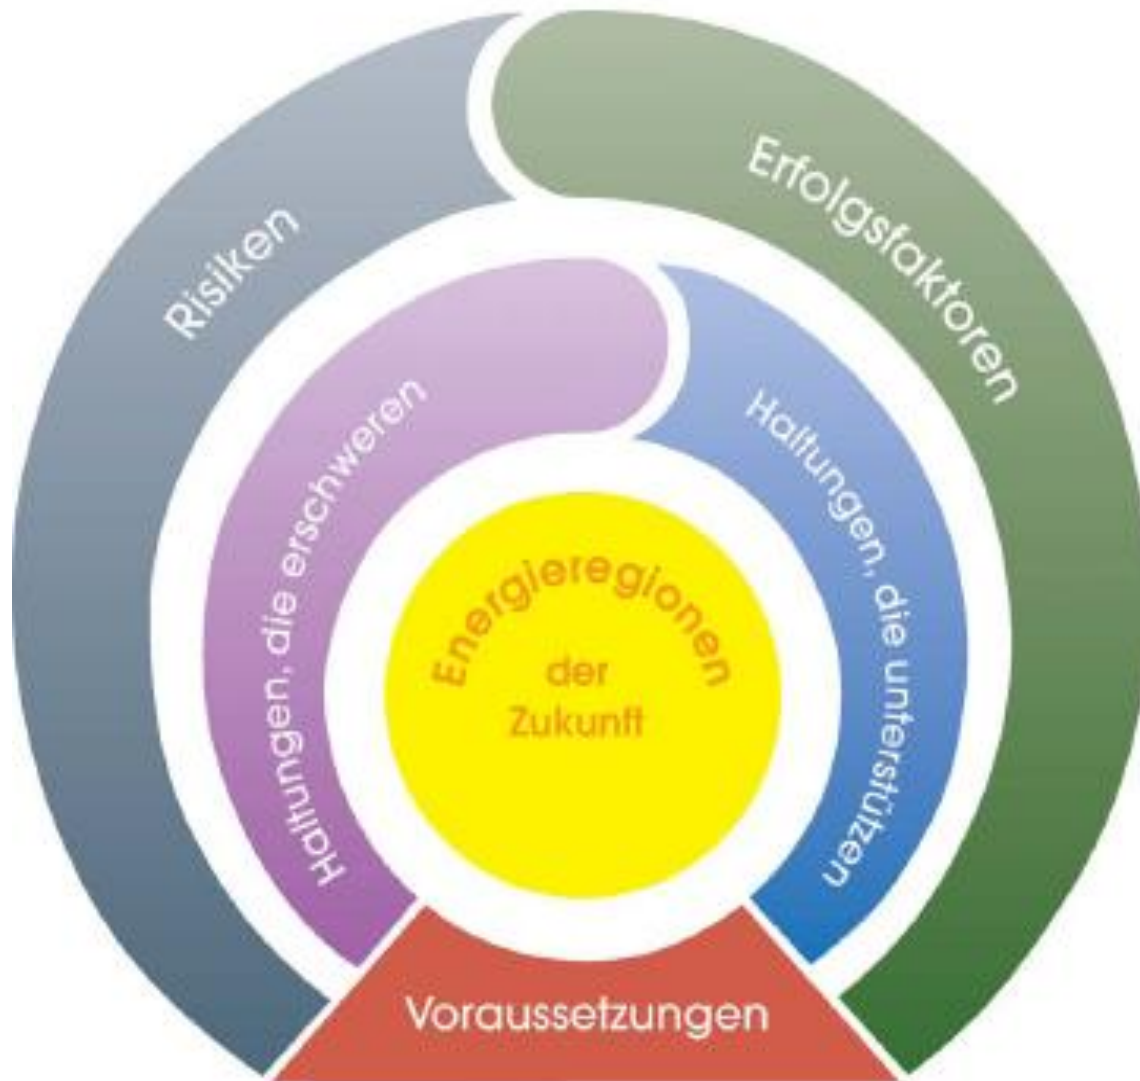 Risiken
Erfolgsfaktoren
Haltungen, die erschweren
Haltungen, die unterstützen
Energieregionen
der
Zukunft
Voraussetzungen